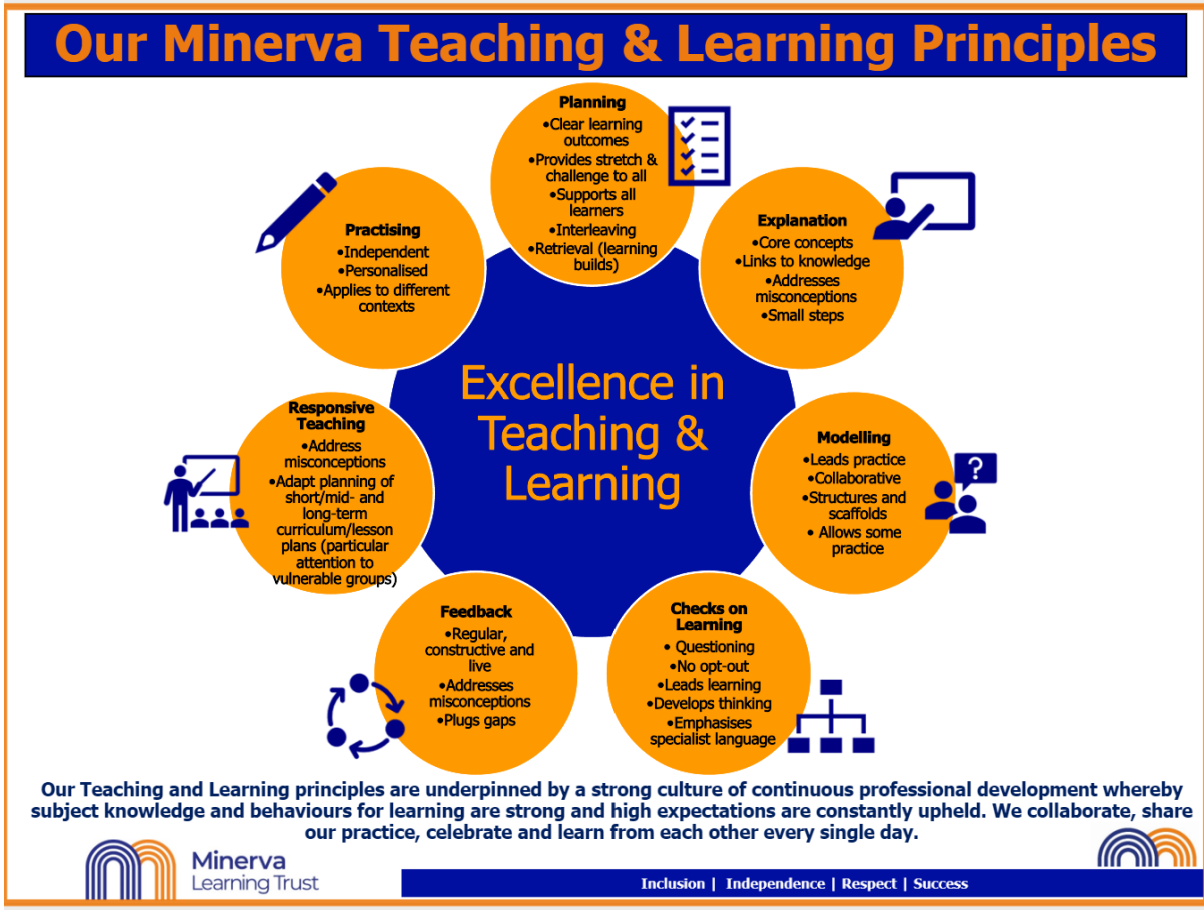 Our Minerva Teaching & Learning Principles
Planning
•Clear learning
outcomes
•Provides stretch &
challenge to all
•Supports all
learners
•Interleaving
•Retrieval (learning
builds)
Explanation
•Core concepts
•Links to knowledge
•Addresses
misconceptions
•Small steps
Modelling
•Leads practice
•Collaborative
•Structures and
scaffolds
• Allows some
practice
?
Checks on
Learning
• Questioning
•No opt-out
•Leads learning
•Develops thinking
•Emphasises
specialist language
Feedback
•Regular,
constructive and
live
•Addresses
misconceptions
•Plugs gaps
Responsive
Teaching
•Address
misconceptions
•Adapt planning of
short/mid- and
long-term
curriculum/lesson
plans (particular
attention to
vulnerable groups)
Practising
•Independent
•Personalised
•Applies to different
contexts
Excellence in
Teaching &
Learning
Our Teaching and Learning principles are underpinned by a strong culture of continuous professional development whereby
subject knowledge and behaviours for learning are strong and high expectations are constantly upheld. We collaborate, share
our practice, celebrate and learn from each other every single day.
Minerva
Learning Trust
Inclusion | Independence | Respect | Success